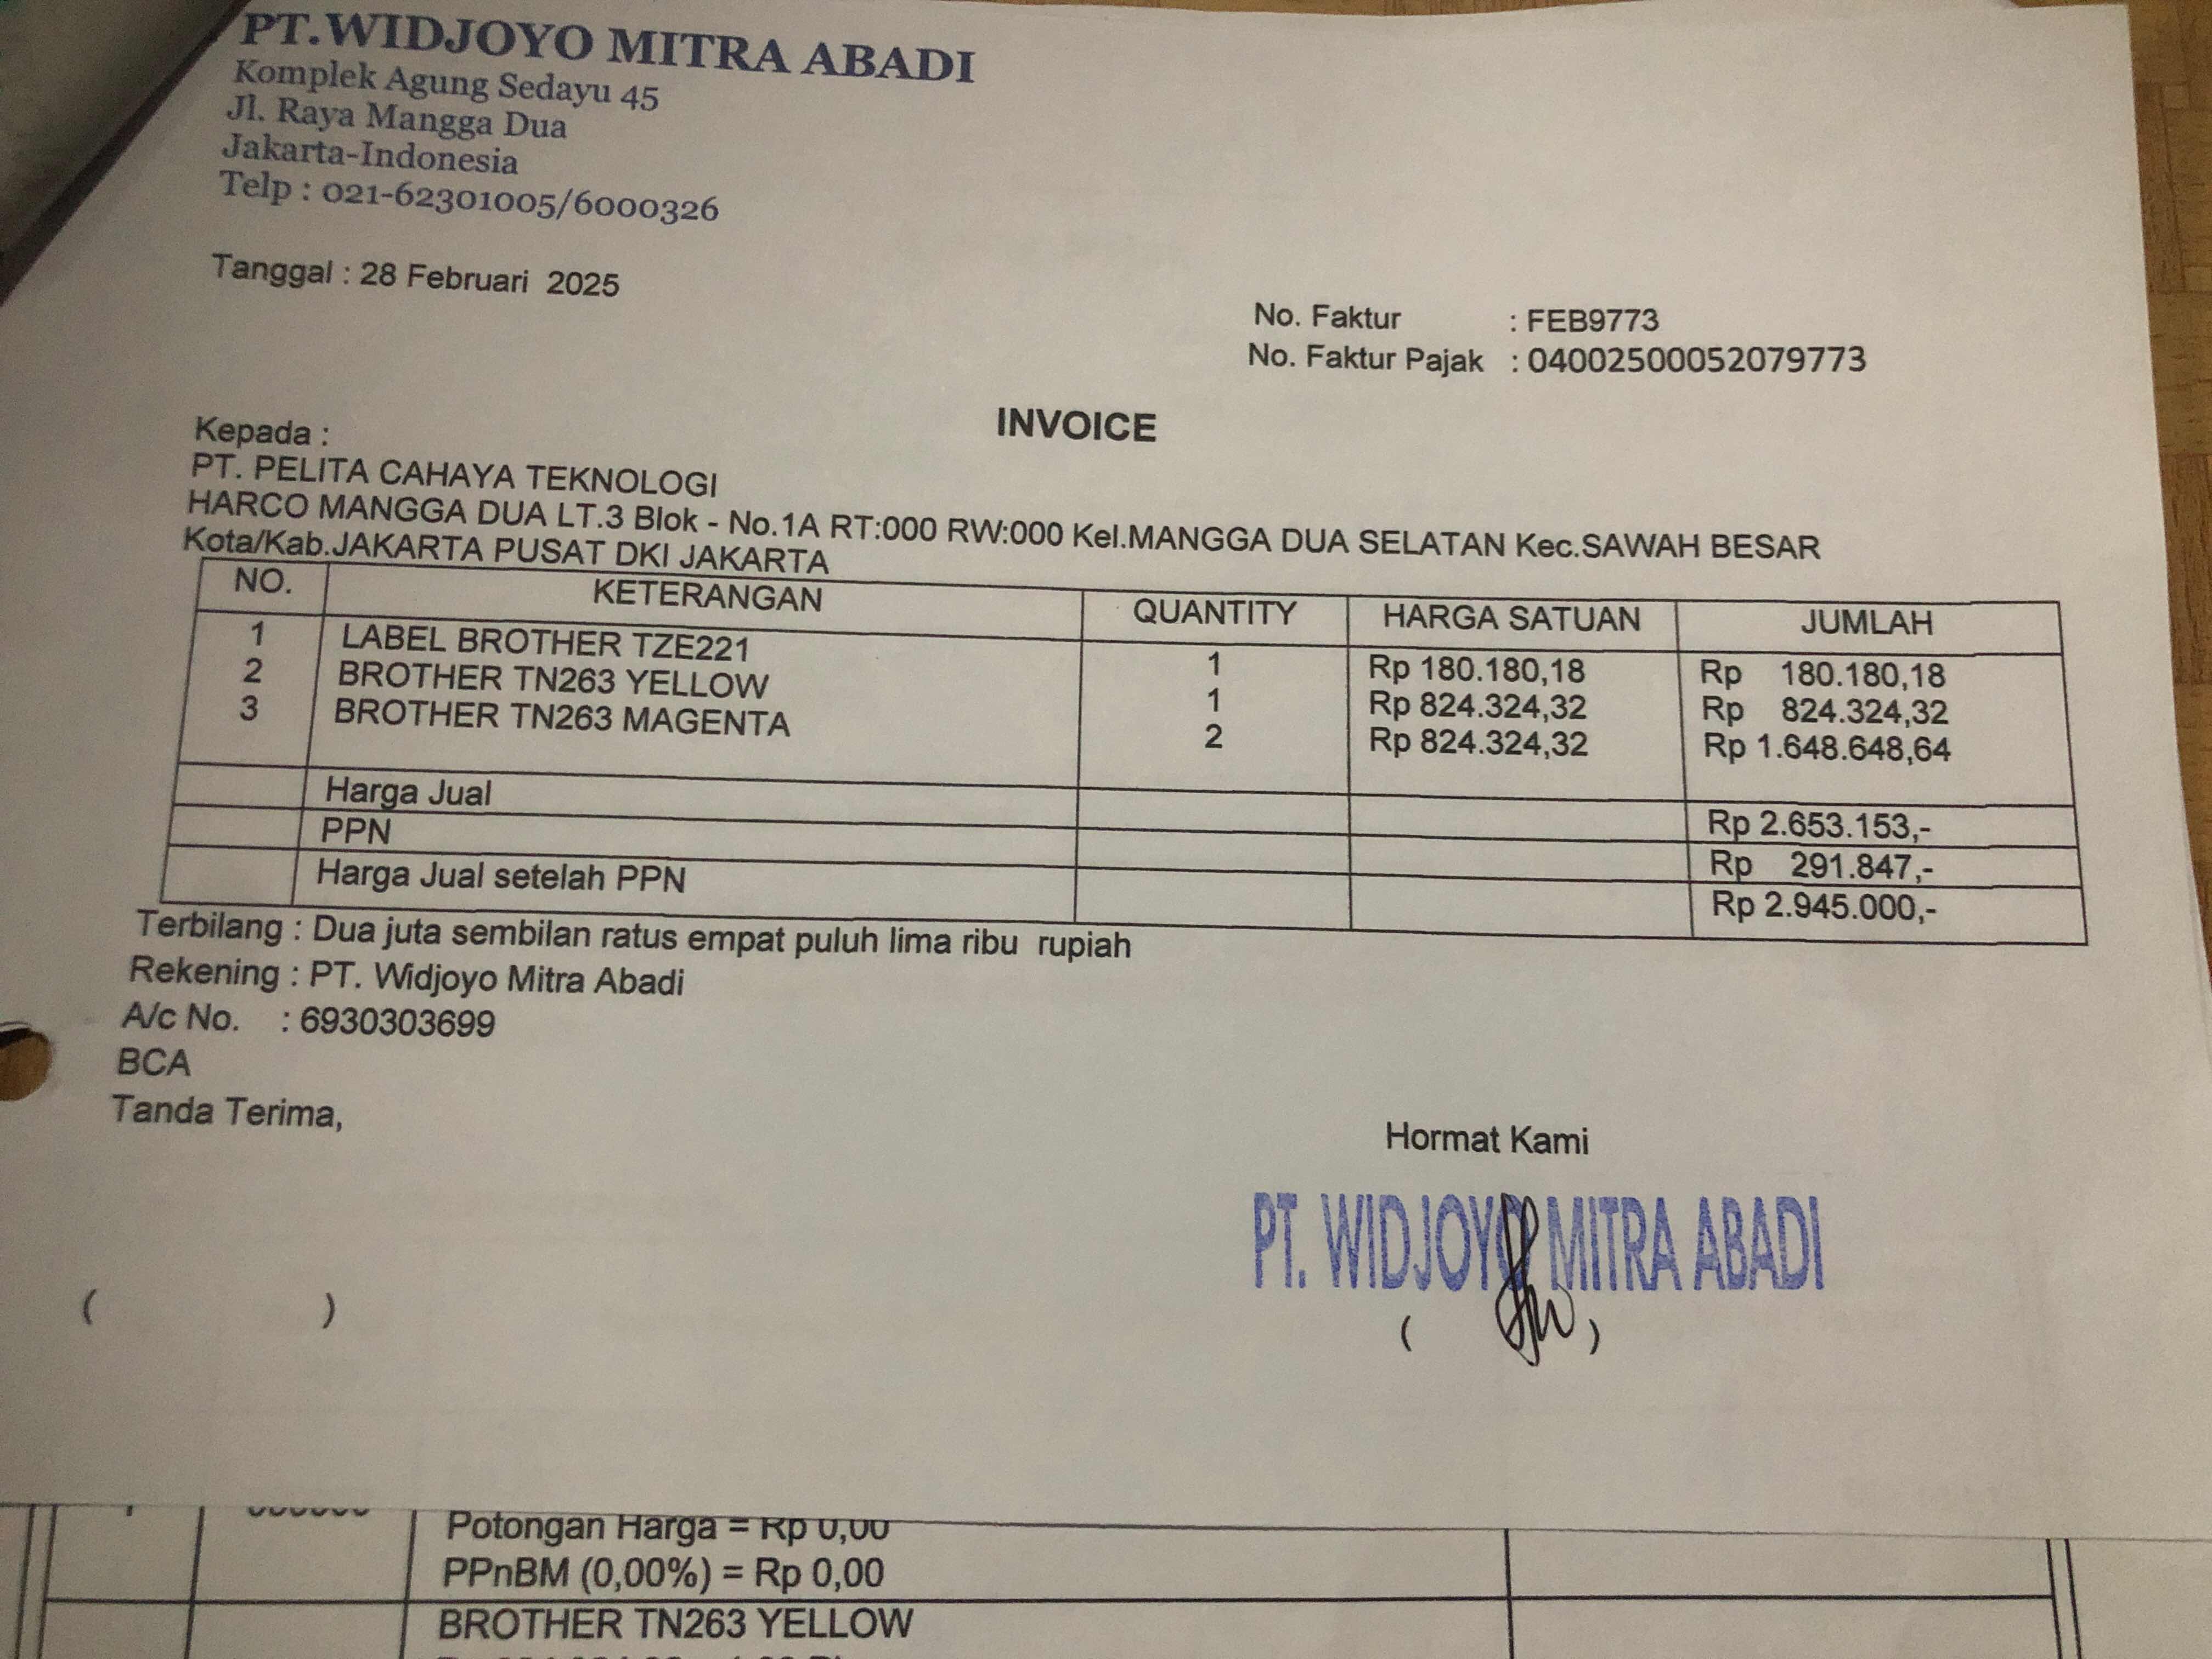 PT.WIDJOYO MITRA ABADI
Komplek Agung Sedayu 45
Jl. Raya Mangga Dua
Jakarta-Indonesia
Telp : 021-62301005/6000326
Tanggal : 28 Februari 2025
No. Faktur : FEB9773
No. Faktur Pajak : 04002500052079773
INVOICE
Kepada :
PT. PELITA CAHAYA TEKNOLOGI
HARCO MANGGA DUA LT.3 Blok - No.1A RT:000 RW:000 Kel.MANGGA DUA SELATAN Kec.SAWAH BESAR
Kota/Kab.JAKARTA PUSAT DKI JAKARTA
NO. KETERANGAN QUANTITY HARGA SATUAN JUMLAH
1 LABEL BROTHER TZE221 1 Rp 180.180,18 Rp 180.180,18
2 BROTHER TN263 YELLOW 1 Rp 824.324,32 Rp 824.324,32
3 BROTHER TN263 MAGENTA 2 Rp 824.324,32 Rp 1.648.648,64
Harga Jual Rp 2.653.153,-
PPN Rp 291.847,-
Harga Jual setelah PPN Rp 2.945.000,-
Terbilang : Dua juta sembilan ratus empat puluh lima ribu rupiah
Rekening : PT. Widjoyo Mitra Abadi
A/c No. : 6930303699
BCA
Tanda Terima,
Hormat Kami
PT. WIDJOYO MITRA ABADI
( )
( )
Potongan Harga = Rp 0,00
PPnBM (0,00%) = Rp 0,00
BROTHER TN263 YELLOW